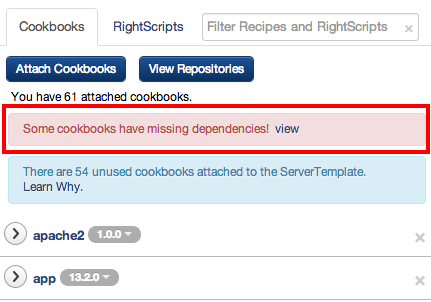 Cookbooks RightScripts Filter Recipes and RightScripts
Attach Cookbooks View Repositories
You have 61 attached cookbooks.
Some cookbooks have missing dependencies! view
There are 54 unused cookbooks attached to the ServerTemplate.
Learn Why.
apache2 1.0.0
app 13.2.0